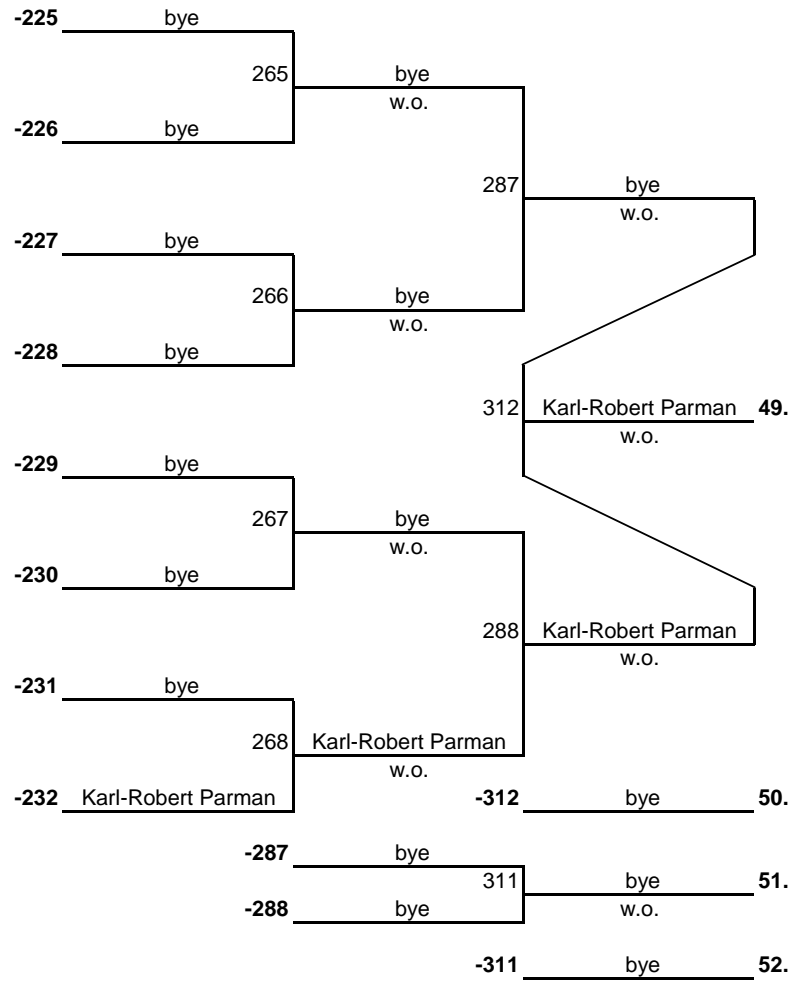 -225 bye
265 bye
w.o.
-226 bye
287 bye
w.o.
-227 bye
266 bye
w.o.
-228 bye
312 Karl-Robert Parman 49.
w.o.
-229 bye
267 bye
w.o.
-230 bye
288 Karl-Robert Parman
w.o.
-231 bye
268 Karl-Robert Parman
w.o.
-232 Karl-Robert Parman -312 bye 50.
-287 bye
311 bye 51.
w.o.
-288 bye
-311 bye 52.